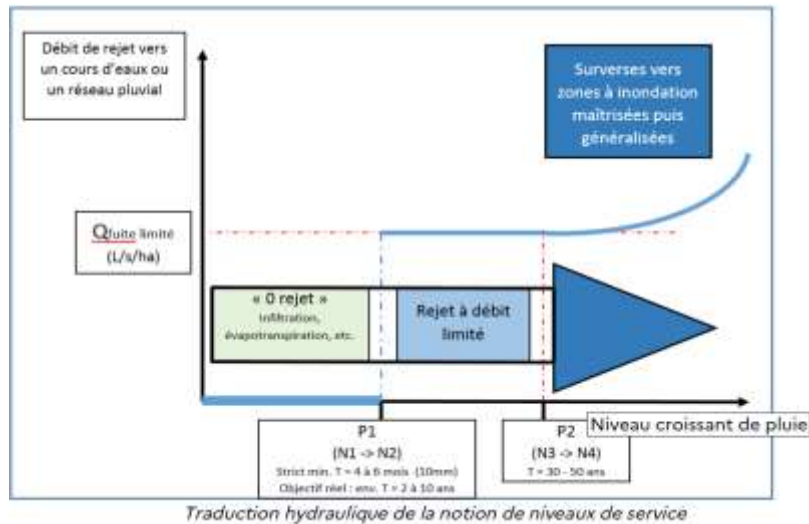 Débit de rejet vers
un cours d'eaux ou
un réseau pluvial
Surverses vers
zones à inondation
maîtrisées puis
généralisées
Qfuite limité
(L/s/ha)
« 0 rejet »
Infiltration,
évapotranspiration, etc.
Rejet à débit
limité
Niveau croissant de pluie
P1
(N1 -> N2)
Strict min. T = 4 à 6 mois (10mm)
Objectif réel : env. T = 2 à 10 ans
P2
(N3 -> N4)
T = 30 - 50 ans
Traduction hydraulique de la notion de niveaux de service